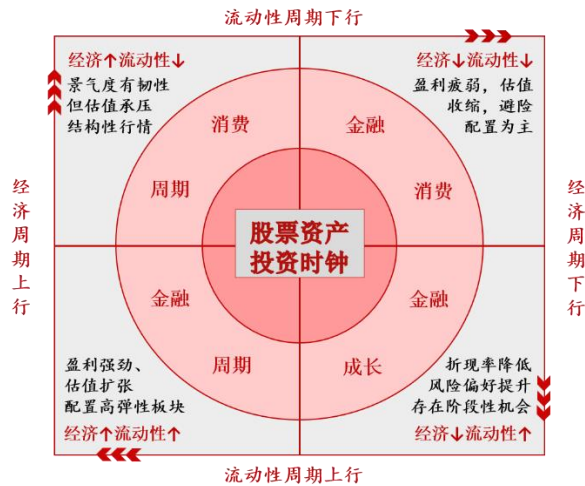 流动性周期下行
经济↑流动性↓
景气度有韧性
但估值承压
结构性行情
经济↓流动性↓
盈利疲弱，估值
收缩，避险
配置为主
消费
金融
周期
消费
经济周期上行
经济周期下行
股票资产
投资时钟
金融
金融
周期
成长
盈利强劲、
估值扩张
配置高弹性板块
经济↑流动性↑
折现率降低
风险偏好提升
存在阶段性机会
经济↓流动性↑
流动性周期上行